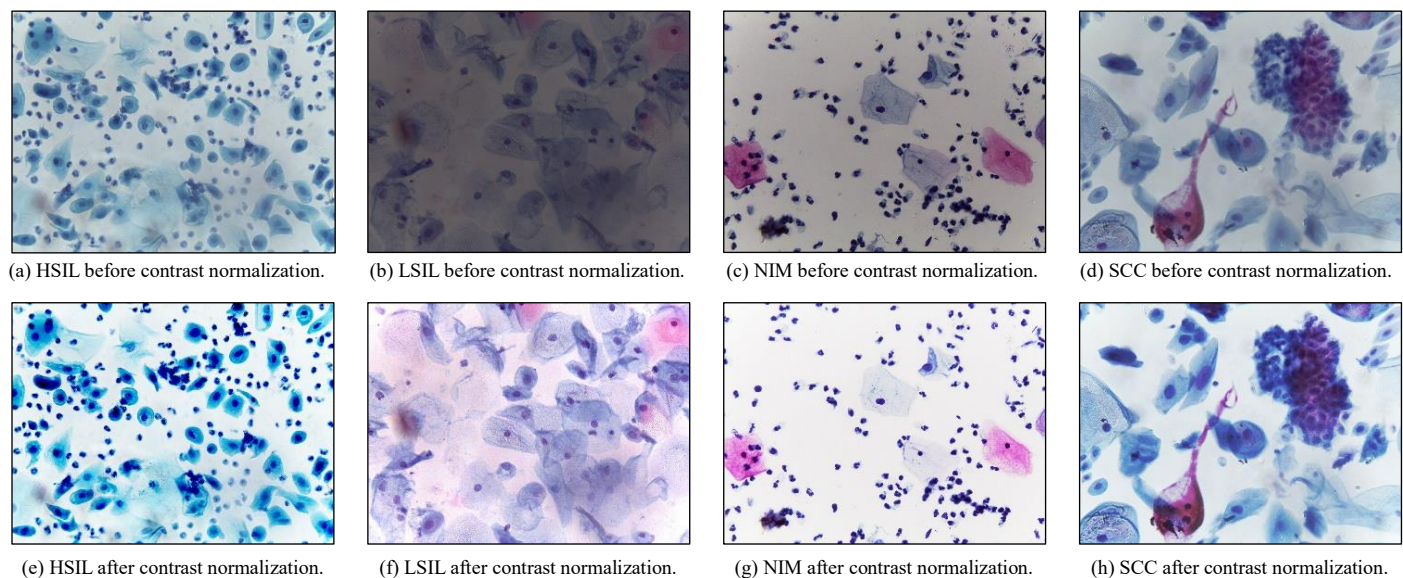 (a) HSIL before contrast normalization.
(b) LSIL before contrast normalization.
(c) NIM before contrast normalization.
(d) SCC before contrast normalization.
(e) HSIL after contrast normalization.
(f) LSIL after contrast normalization.
(g) NIM after contrast normalization.
(h) SCC after contrast normalization.